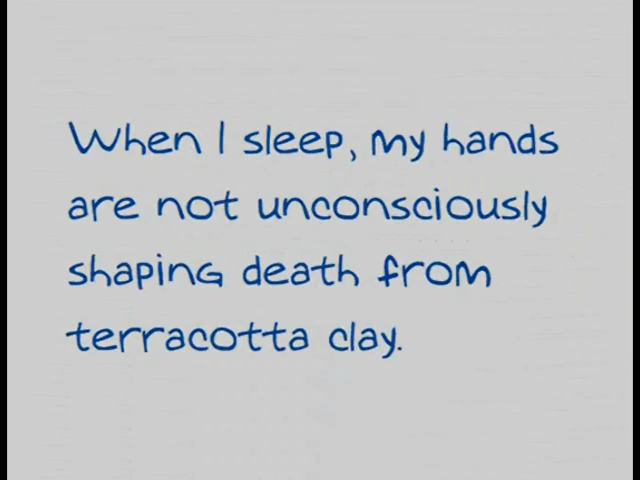 When I sleep, my hands
are not unconsciously
shaping death from
terracotta clay.